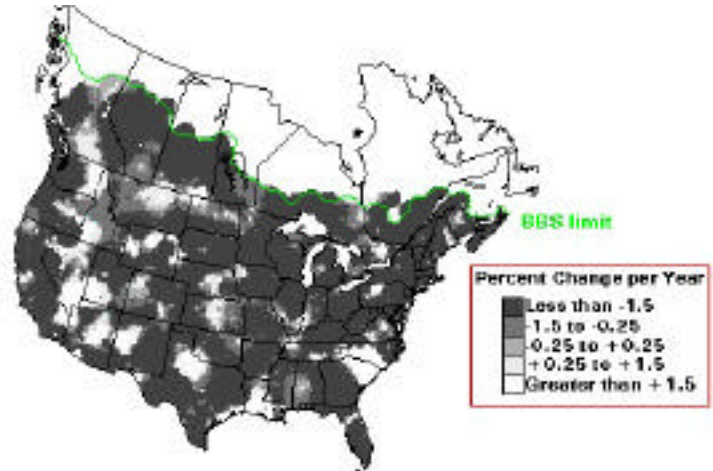 BBS limit
Percent Change per Year
Less than -1.5
-1.5 to -0.25
-0.25 to +0.25
+0.25 to +1.5
Greater than +1.5